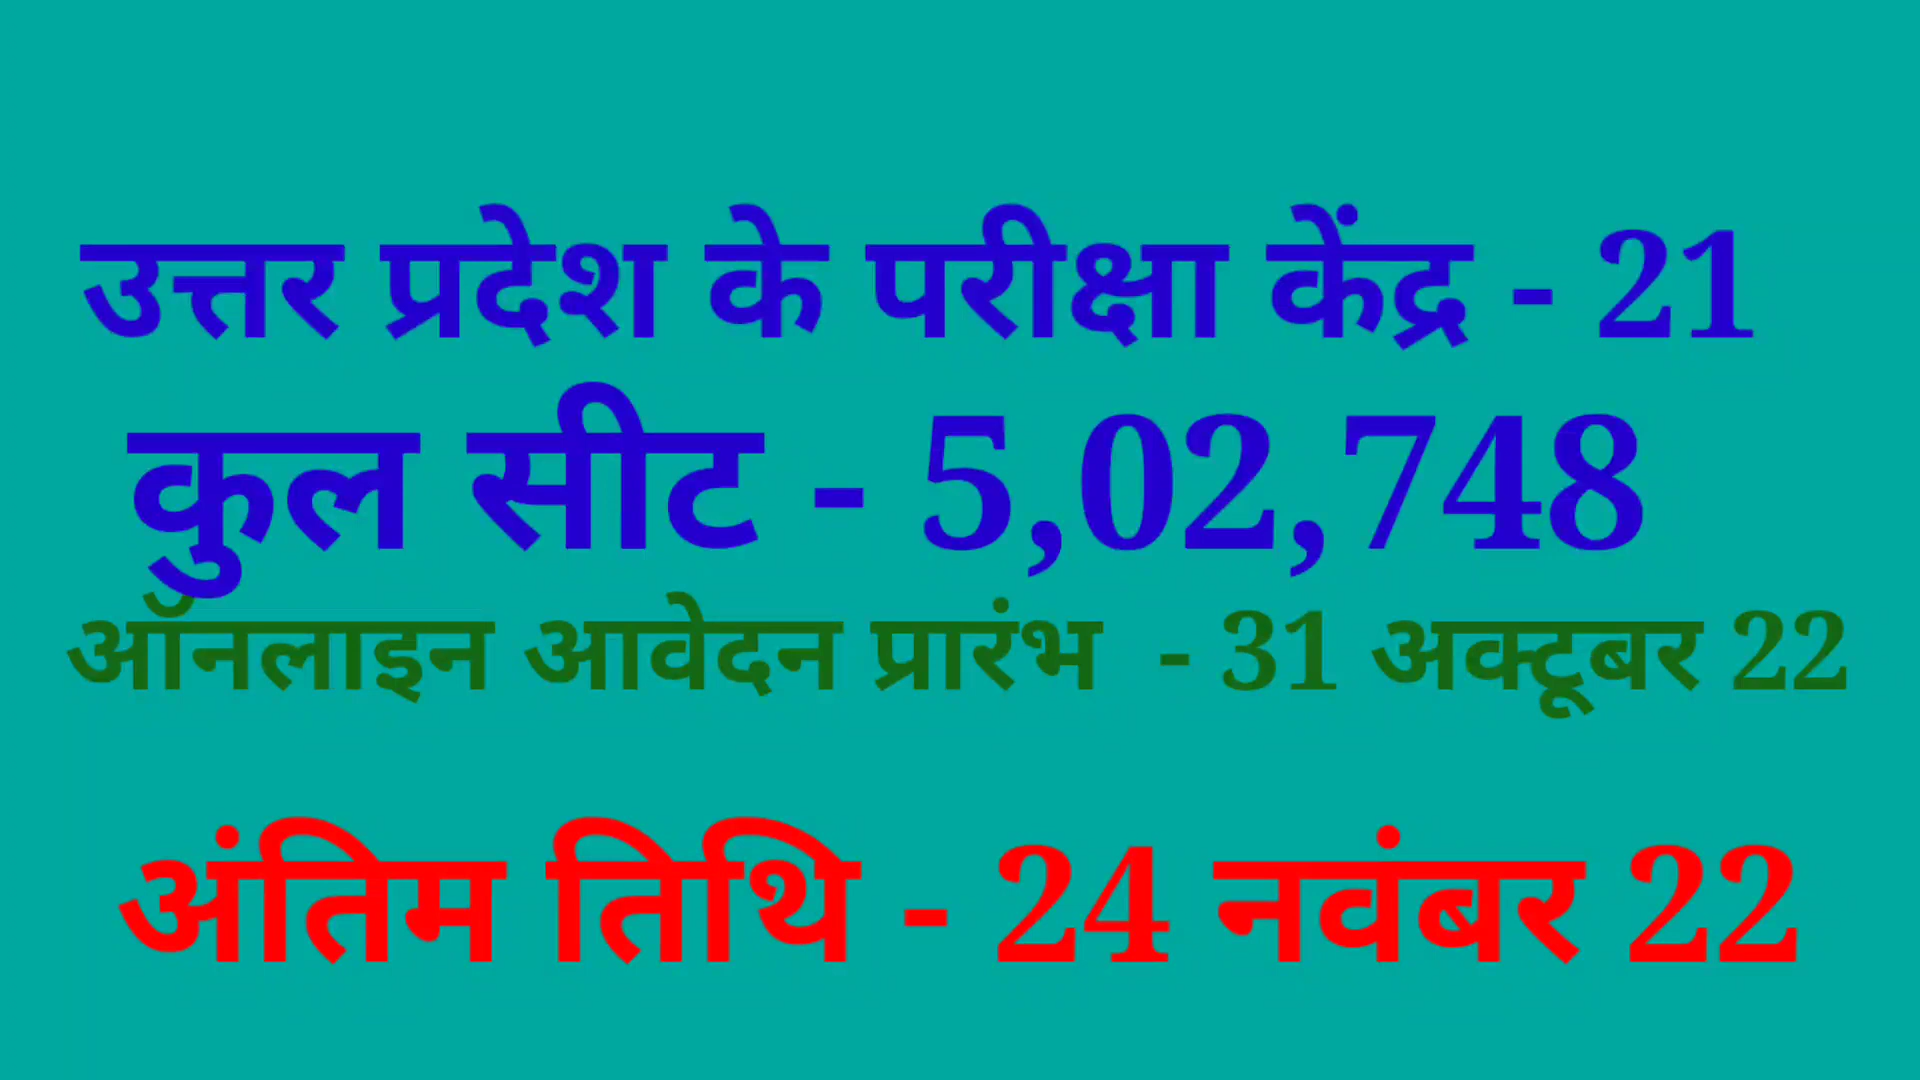 उत्तर प्रदेश के परीक्षा केंद्र - 21
कुल सीट - 5,02,748
ऑनलाइन आवेदन प्रारंभ - 31 अक्टूबर 22
अंतिम तिथि - 24 नवंबर 22